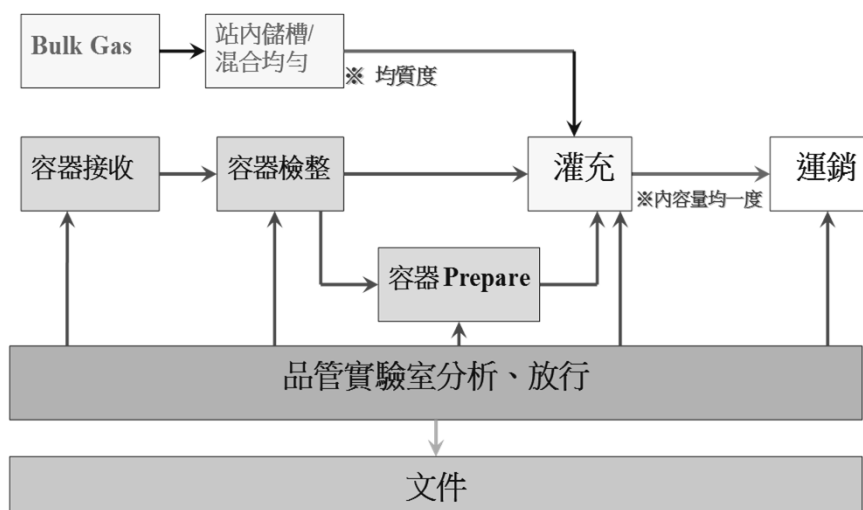 Bulk Gas
站內儲槽/
混合均勻
※ 均質度
容器接收
容器檢整
灌充
運銷
※內容量均一度
容器 Prepare
品管實驗室分析、放行
文件